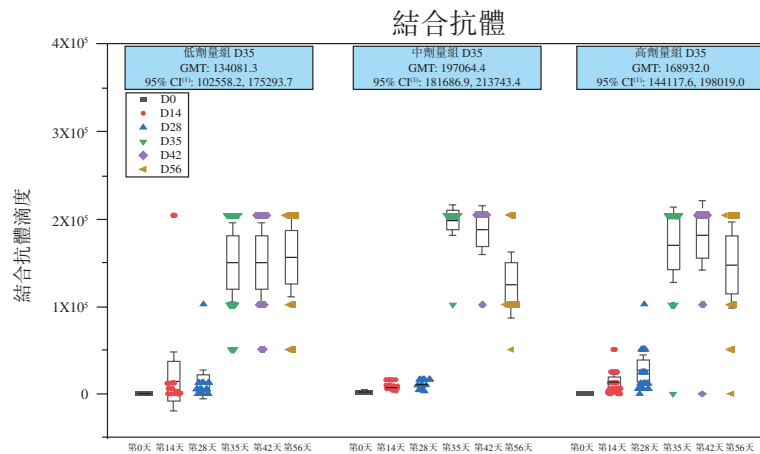 結合抗體
4X10⁵
3X10⁵
2X10⁵
1X10⁵
0
結合抗體滴度
低劑量組 D35
GMT: 134081.3
95% CI⁽¹⁾: 102558.2, 175293.7
中劑量組 D35
GMT: 197064.4
95% CI⁽¹⁾: 181686.9, 213743.4
高劑量組 D35
GMT: 168932.0
95% CI⁽¹⁾: 144117.6, 198019.0
D0
D14
D28
D35
D42
D56
第0天 第14天 第28天 第35天 第42天 第56天 第0天 第14天 第28天 第35天 第42天 第56天 第0天 第14天 第28天 第35天 第42天 第56天